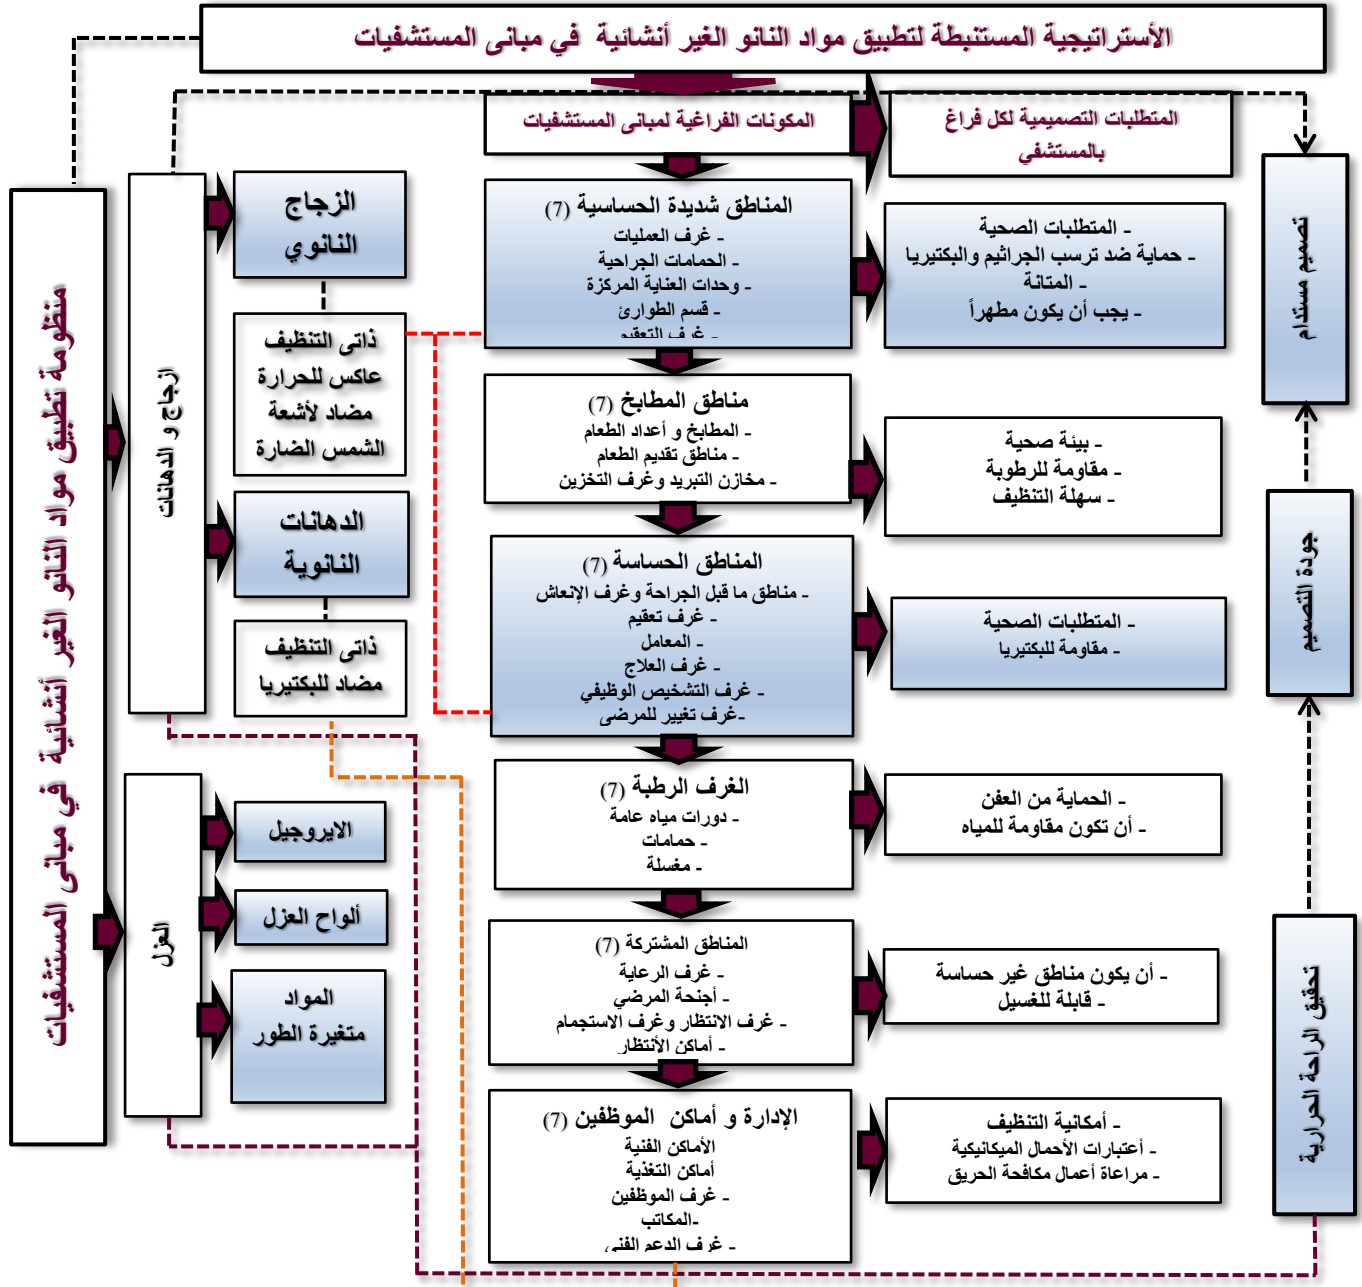 الأستراتيجية المستنبطة لتطبيق مواد النانو الغير أنشائية في مبانى المستشفيات
المكونات الفراغية لمبانى المستشفيات
المتطلبات التصميمية لكل فراغ
بالمستشفي
المناطق شديدة الحساسية (7)
- غرف العمليات
- الحمامات الجراحية
- وحدات العناية المركزة
- قسم الطوارئ
- غرف التعقيم
- المتطلبات الصحية
- حماية ضد ترسب الجراثيم والبكتيريا
- المتانة
- يجب أن يكون مطهراً
مناطق المطابخ (7)
- المطابخ و أعداد الطعام
- مناطق تقديم الطعام
- مخازن التبريد وغرف التخزين
- بيئة صحية
- مقاومة للرطوبة
- سهلة التنظيف
المناطق الحساسة (7)
- مناطق ما قبل الجراحة وغرف الإنعاش
- غرف تعقيم
- المعامل
- غرف العلاج
- غرف التشخيص الوظيفي
-غرف تغيير للمرضى
- المتطلبات الصحية
- مقاومة للبكتيريا
الغرف الرطبة (7)
- دورات مياه عامة
- حمامات
- مغسلة
- الحماية من العفن
- أن تكون مقاومة للمياه
المناطق المشتركة (7)
- غرف الرعاية
- أجنحة المرضي
- غرف الانتظار وغرف الاستجمام
- أماكن الأنتظار
- أن يكون مناطق غير حساسة
- قابلة للغسيل
الإدارة و أماكن الموظفين (7)
الأماكن الفنية
أماكن التغذية
- غرف الموظفين
-المكاتب
- غرف الدعم الفنى
- أمكانية التنظيف
- أعتبارات الأحمال الميكانيكية
- مراعاة أعمال مكافحة الحريق
تصميم مستدام
جودة التصميم
تحقيق الراحة الحرارية
منظومة تطبيق مواد النانو الغير أنشائية في مبانى المستشفيات
ازجاج و الدهانات
الزجاج
النانوي
ذاتى التنظيف
عاكس للحرارة
مضاد لأشعة
الشمس الضارة
الدهانات
النانوية
ذاتى التنظيف
مضاد للبكتيريا
العزل
الايروجيل
ألواح العزل
المواد
متغيرة الطور